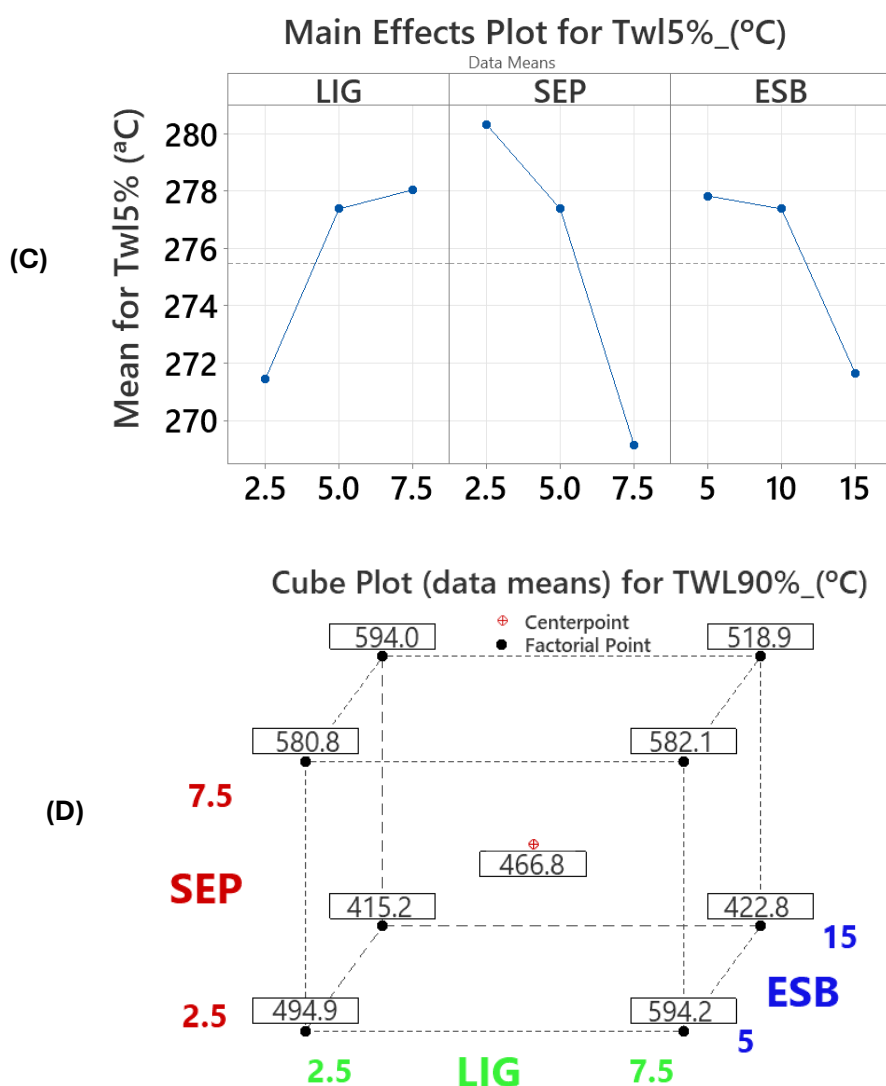 Main Effects Plot for Twl5%_(ºC)
Data Means
LIG SEP ESB
(C)
Mean for Twl5% (ªC)
280
278
276
274
272
270
2.5 5.0 7.5 2.5 5.0 7.5 5 10 15
Cube Plot (data means) for TWL90%_(ºC)
Centerpoint
Factorial Point
594.0 518.9
580.8 582.1
7.5
(D)
466.8
SEP
415.2 422.8
15
ESB
494.9 594.2
2.5
5
2.5 LIG 7.5